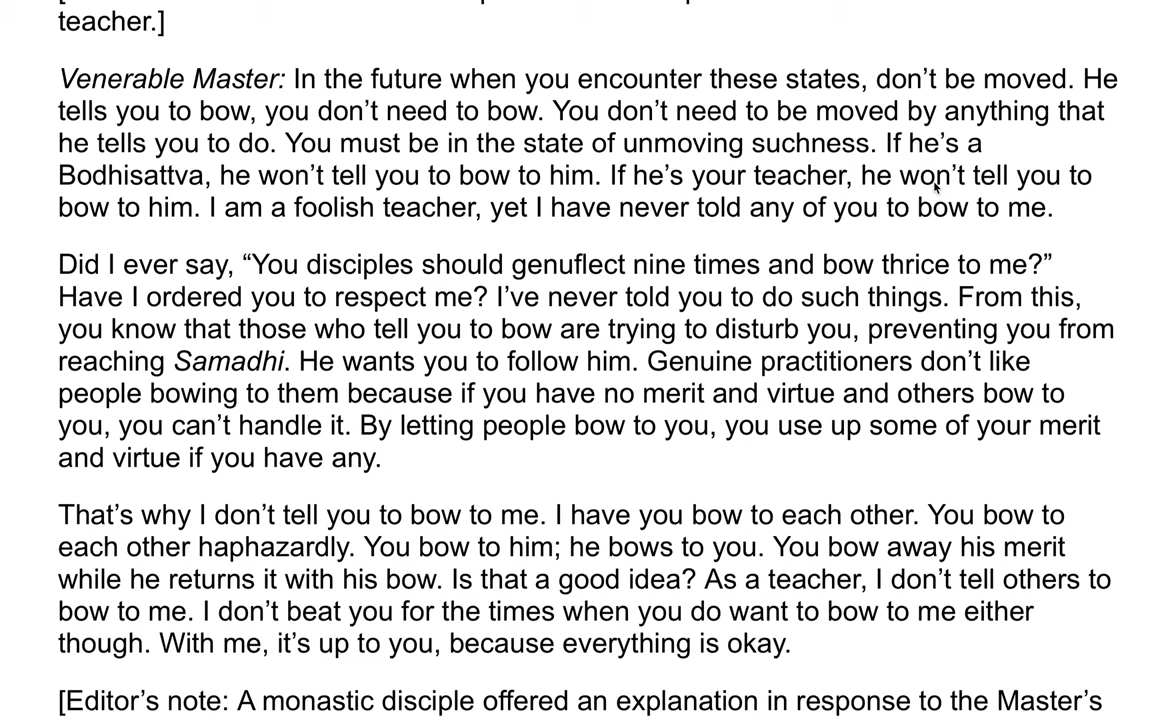 teacher.]
Venerable Master: In the future when you encounter these states, don’t be moved. He
tells you to bow, you don’t need to bow. You don’t need to be moved by anything that
he tells you to do. You must be in the state of unmoving suchness. If he’s a
Bodhisattva, he won’t tell you to bow to him. If he’s your teacher, he won’t tell you to
bow to him. I am a foolish teacher, yet I have never told any of you to bow to me.
Did I ever say, “You disciples should genuflect nine times and bow thrice to me?”
Have I ordered you to respect me? I’ve never told you to do such things. From this,
you know that those who tell you to bow are trying to disturb you, preventing you from
reaching Samadhi. He wants you to follow him. Genuine practitioners don’t like
people bowing to them because if you have no merit and virtue and others bow to
you, you can’t handle it. By letting people bow to you, you use up some of your merit
and virtue if you have any.
That’s why I don’t tell you to bow to me. I have you bow to each other. You bow to
each other haphazardly. You bow to him; he bows to you. You bow away his merit
while he returns it with his bow. Is that a good idea? As a teacher, I don’t tell others to
bow to me. I don’t beat you for the times when you do want to bow to me either
though. With me, it’s up to you, because everything is okay.
[Editor’s note: A monastic disciple offered an explanation in response to the Master’s